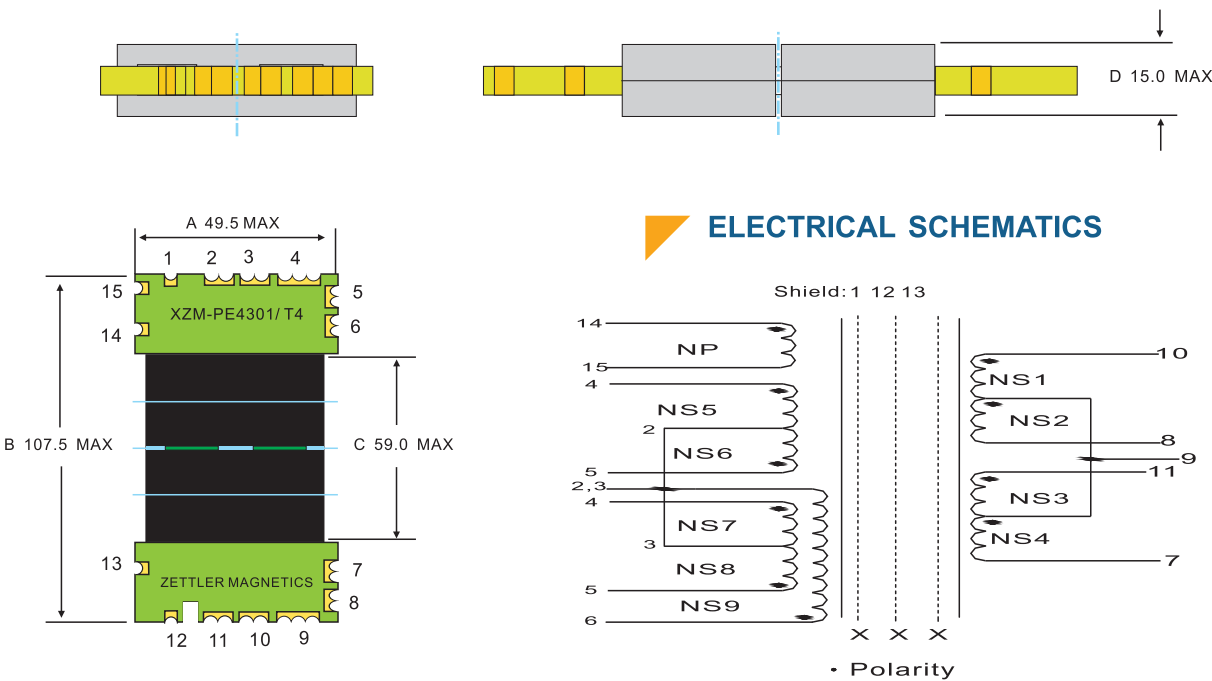 D 15.0 MAX
A 49.5 MAX
1 2 3 4
15
5
XZM-PE4301/ T4
14
6
B 107.5 MAX
C 59.0 MAX
13
7
ZETTLER MAGNETICS
8
12 11 10 9
ELECTRICAL SCHEMATICS
Shield: 1 12 13
14
NP
15
4
NS5
2
NS6
5
2,3
4
NS7
3
NS8
5
NS9
6
10
NS1
NS2
8
9
11
NS3
NS4
7
X X X
• Polarity